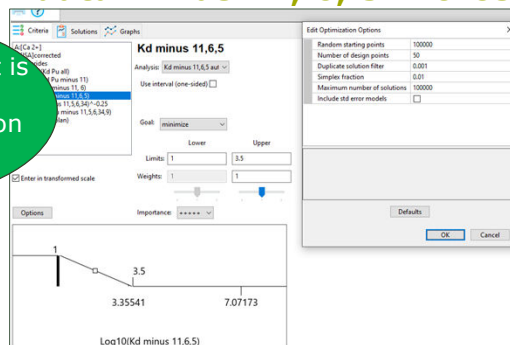 Criteria Solutions Graphs
[Ca 2+]
corrected
Kd Pu all)
Pu minus 11)
minus 11, 6)
minus 11,6,5)
us 11,5,6,34)^-0.25
minus 11,5,6,34,9)
is
on
Kd minus 11,6,5
Analysis: Kd minus 11,6,5 aut
Use interval (one-sided)
Goal: minimize
Lower Upper
Limits: 1 3.5
Weights: 1 1
Enter in transformed scale
Options
Importance: +++++
1
3.5
3.35541 7.07173
Log10(Kd minus 11,6,5)
Edit Optimization Options X
Random starting points 100000
Number of design points 50
Duplicate solution filter 0.001
Simplex fraction 0.01
Maximum number of solutions 100000
Include std error models
Defaults
OK Cancel